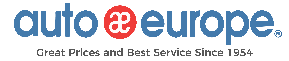 auto æ europe®
Great Prices and Best Service Since 1954